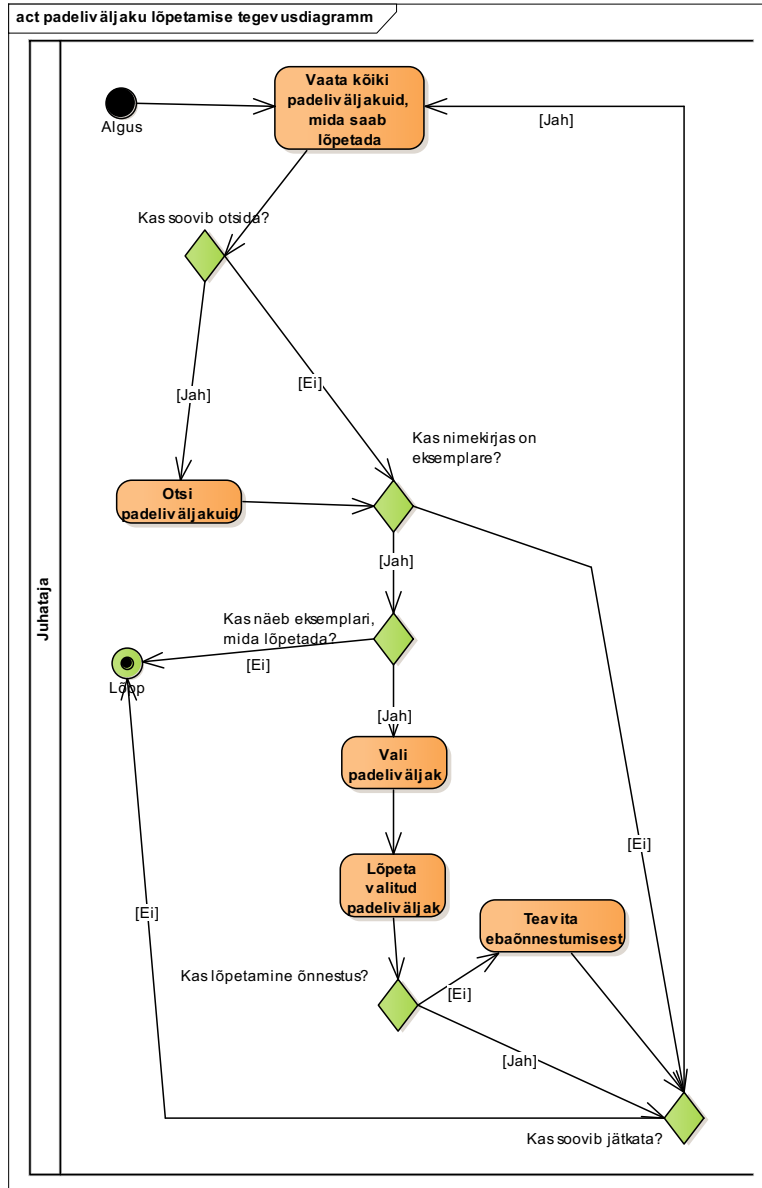 act padeliväljaku lõpetamise tegevusdiagramm
Juhataja
Algus
Vaata kõiki
padeliväljakuid,
mida saab
lõpetada
[Jah]
Kas soovib otsida?
[Jah]
[Ei]
Kas nimekirjas on
eksemplare?
Otsi
padeliväljakuid
[Jah]
Kas näeb eksemplari,
mida lõpetada?
[Ei]
Lõpp
[Jah]
Vali
padeliväljak
[Ei]
Lõpeta
valitud
padeliväljak
[Ei]
Teavita
ebaõnnestumisest
Kas lõpetamine õnnestus?
[Ei]
[Jah]
Kas soovib jätkata?